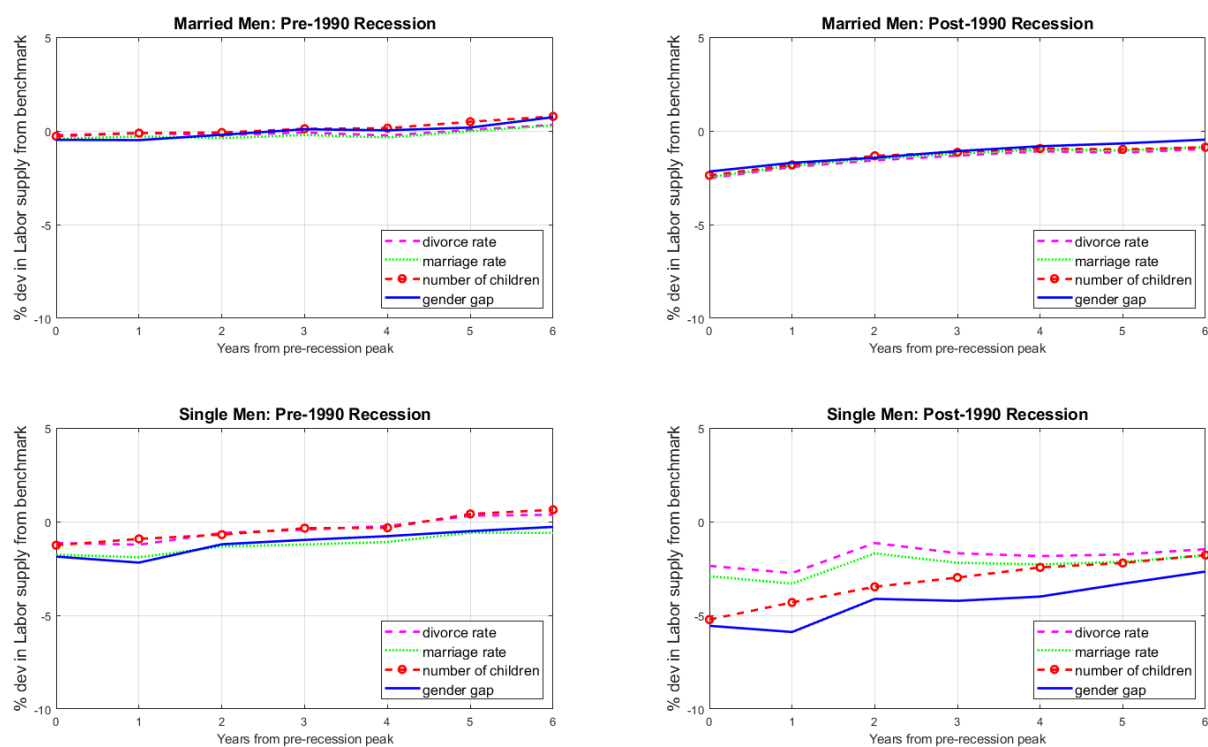 Married Men: Pre-1990 Recession
% dev in Labor supply from benchmark
5
0
-5
-10
divorce rate
marriage rate
number of children
gender gap
0 1 2 3 4 5 6
Years from pre-recession peak
Married Men: Post-1990 Recession
% dev in Labor supply from benchmark
5
0
-5
-10
divorce rate
marriage rate
number of children
gender gap
0 1 2 3 4 5 6
Years from pre-recession peak
Single Men: Pre-1990 Recession
% dev in Labor supply from benchmark
5
0
-5
-10
divorce rate
marriage rate
number of children
gender gap
0 1 2 3 4 5 6
Years from pre-recession peak
Single Men: Post-1990 Recession
% dev in Labor supply from benchmark
5
0
-5
-10
divorce rate
marriage rate
number of children
gender gap
0 1 2 3 4 5 6
Years from pre-recession peak